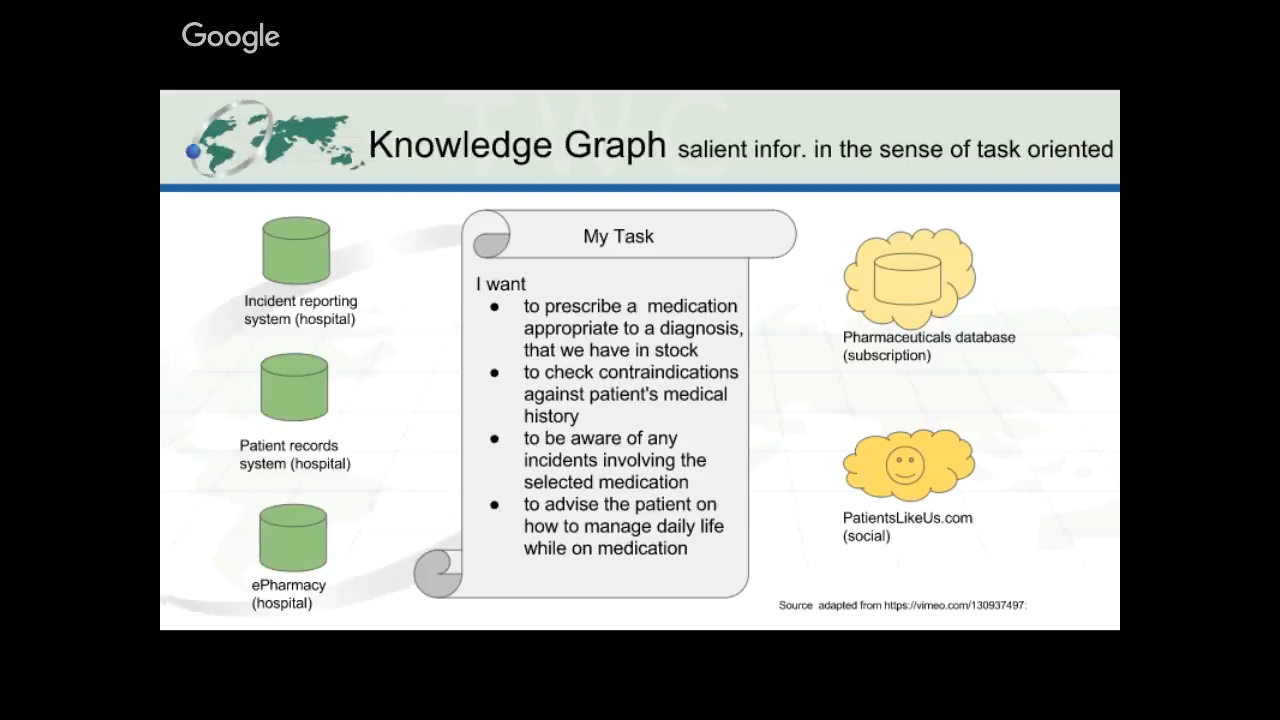 Google
Knowledge Graph salient infor. in the sense of task oriented
Incident reporting
system (hospital)
Patient records
system (hospital)
ePharmacy
(hospital)
My Task
I want
● to prescribe a medication
appropriate to a diagnosis,
that we have in stock
● to check contraindications
against patient's medical
history
● to be aware of any
incidents involving the
selected medication
● to advise the patient on
how to manage daily life
while on medication
Pharmaceuticals database
(subscription)
PatientsLikeUs.com
(social)
Source adapted from https://vimeo.com/130937497: